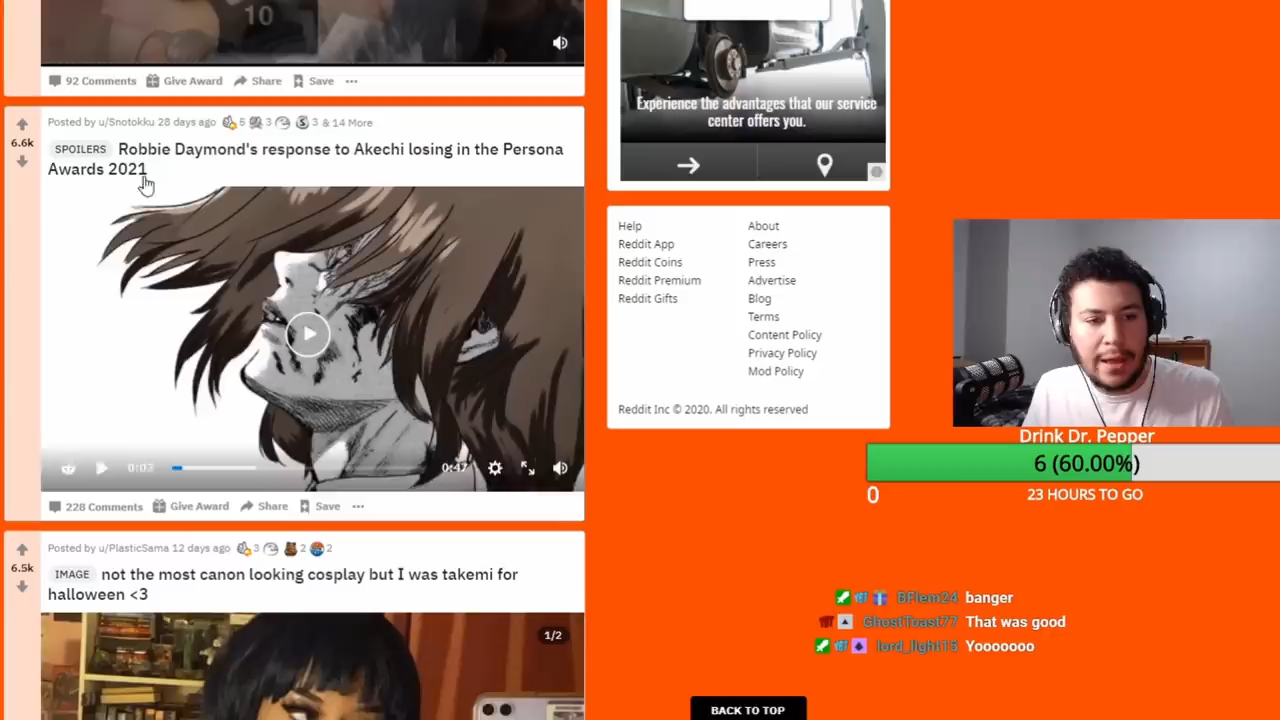 10
92 Comments Give Award Share Save ...
Posted by u/Snotokku 28 days ago 5 3 3 & 14 More
6.6k
SPOILERS Robbie Daymond's response to Akechi losing in the Persona
Awards 2021
0:03
0:47
228 Comments Give Award Share Save ...
Posted by u/PlasticSama 12 days ago 3 2 2
6.5k
IMAGE not the most canon looking cosplay but I was takemi for
halloween <3
1/2
Experience the advantages that our service
center offers you.
Help
Reddit App
Reddit Coins
Reddit Premium
Reddit Gifts
About
Careers
Press
Advertise
Blog
Terms
Content Policy
Privacy Policy
Mod Policy
Reddit Inc © 2020. All rights reserved
Drink Dr. Pepper
6 (60.00%)
0
23 HOURS TO GO
BFlem24 banger
GhostToast77 That was good
lord_light15 Yooooooo
BACK TO TOP